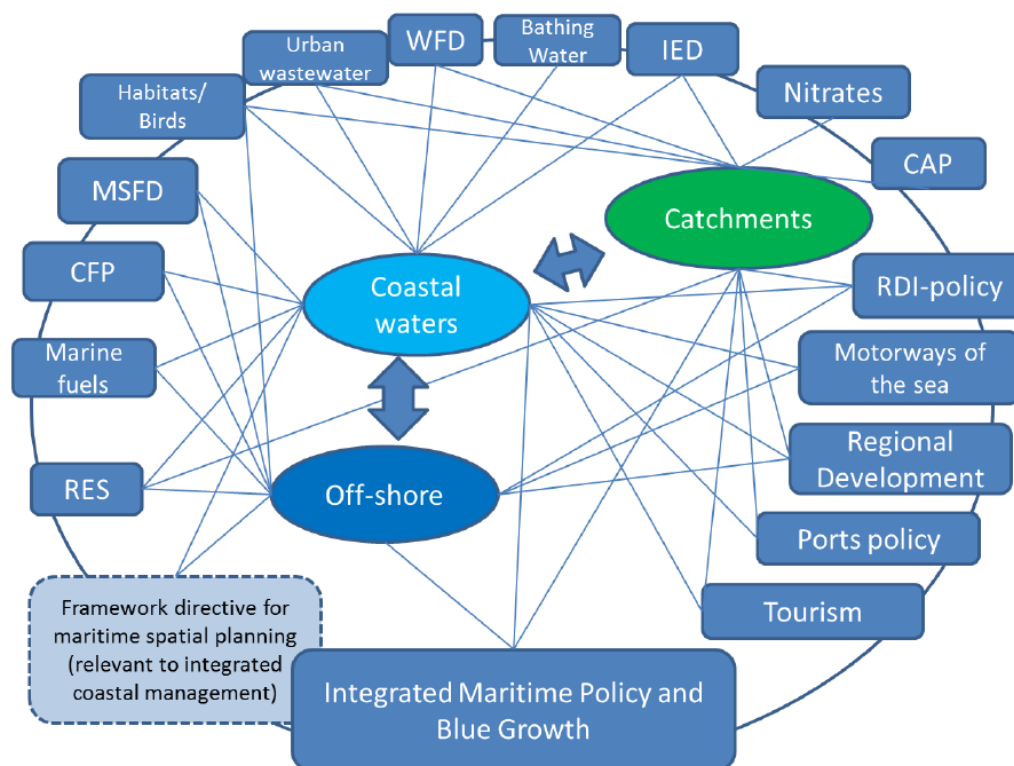 Urban
wastewater
WFD
Bathing
Water
IED
Habitats/
Birds
Nitrates
MSFD
CAP
Catchments
CFP
Coastal
waters
RDI-policy
Marine
fuels
Motorways of
the sea
RES
Off-shore
Regional
Development
Ports policy
Framework directive for
maritime spatial planning
(relevant to integrated
coastal management)
Tourism
Integrated Maritime Policy and
Blue Growth